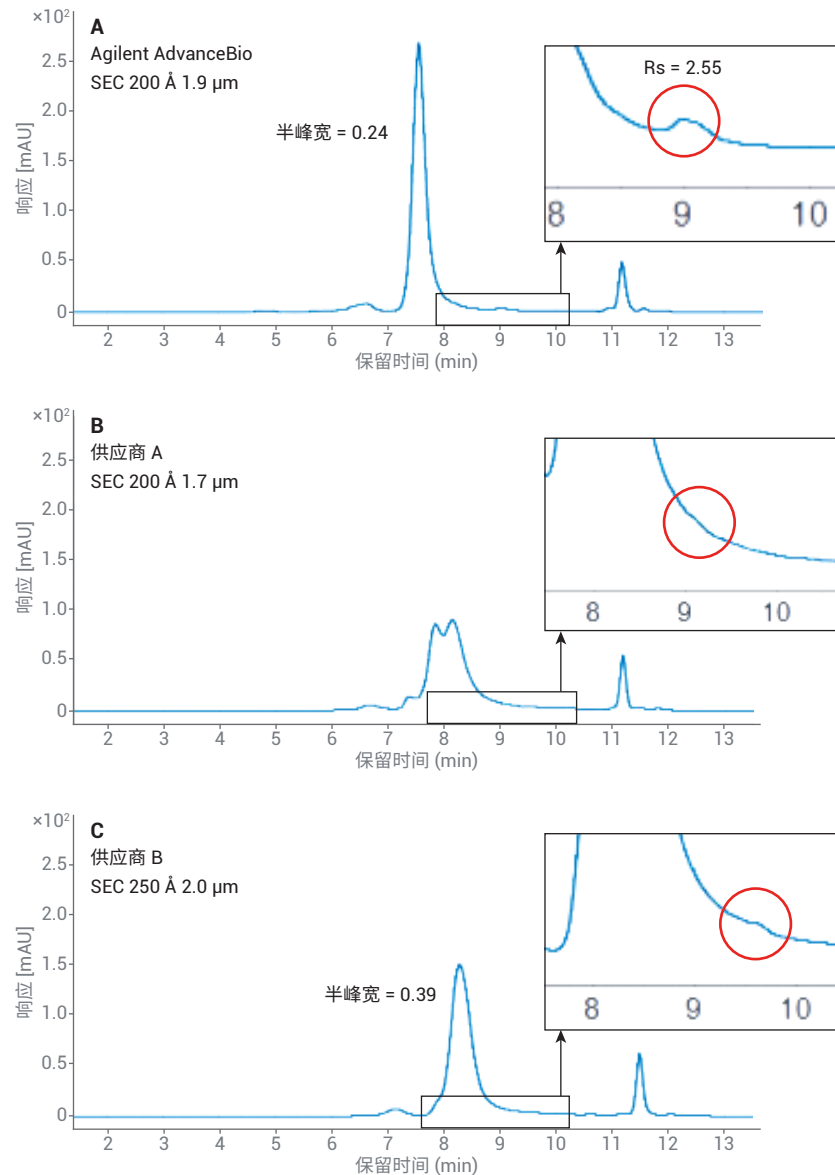 ×10²
A
Agilent AdvanceBio
SEC 200 Å 1.9 µm
半峰宽 = 0.24
Rs = 2.55
8 9 10
响应 [mAU]
2.5
2.0
1.5
1.0
0.5
0
2 3 4 5 6 7 8 9 10 11 12 13
保留时间 (min)
×10²
B
供应商 A
SEC 200 Å 1.7 µm
8 9 10
响应 [mAU]
2.5
2.0
1.5
1.0
0.5
0
2 3 4 5 6 7 8 9 10 11 12 13
保留时间 (min)
×10²
C
供应商 B
SEC 250 Å 2.0 µm
半峰宽 = 0.39
8 9 10
响应 [mAU]
2.5
2.0
1.5
1.0
0.5
0
2 3 4 5 6 7 8 9 10 11 12 13
保留时间 (min)